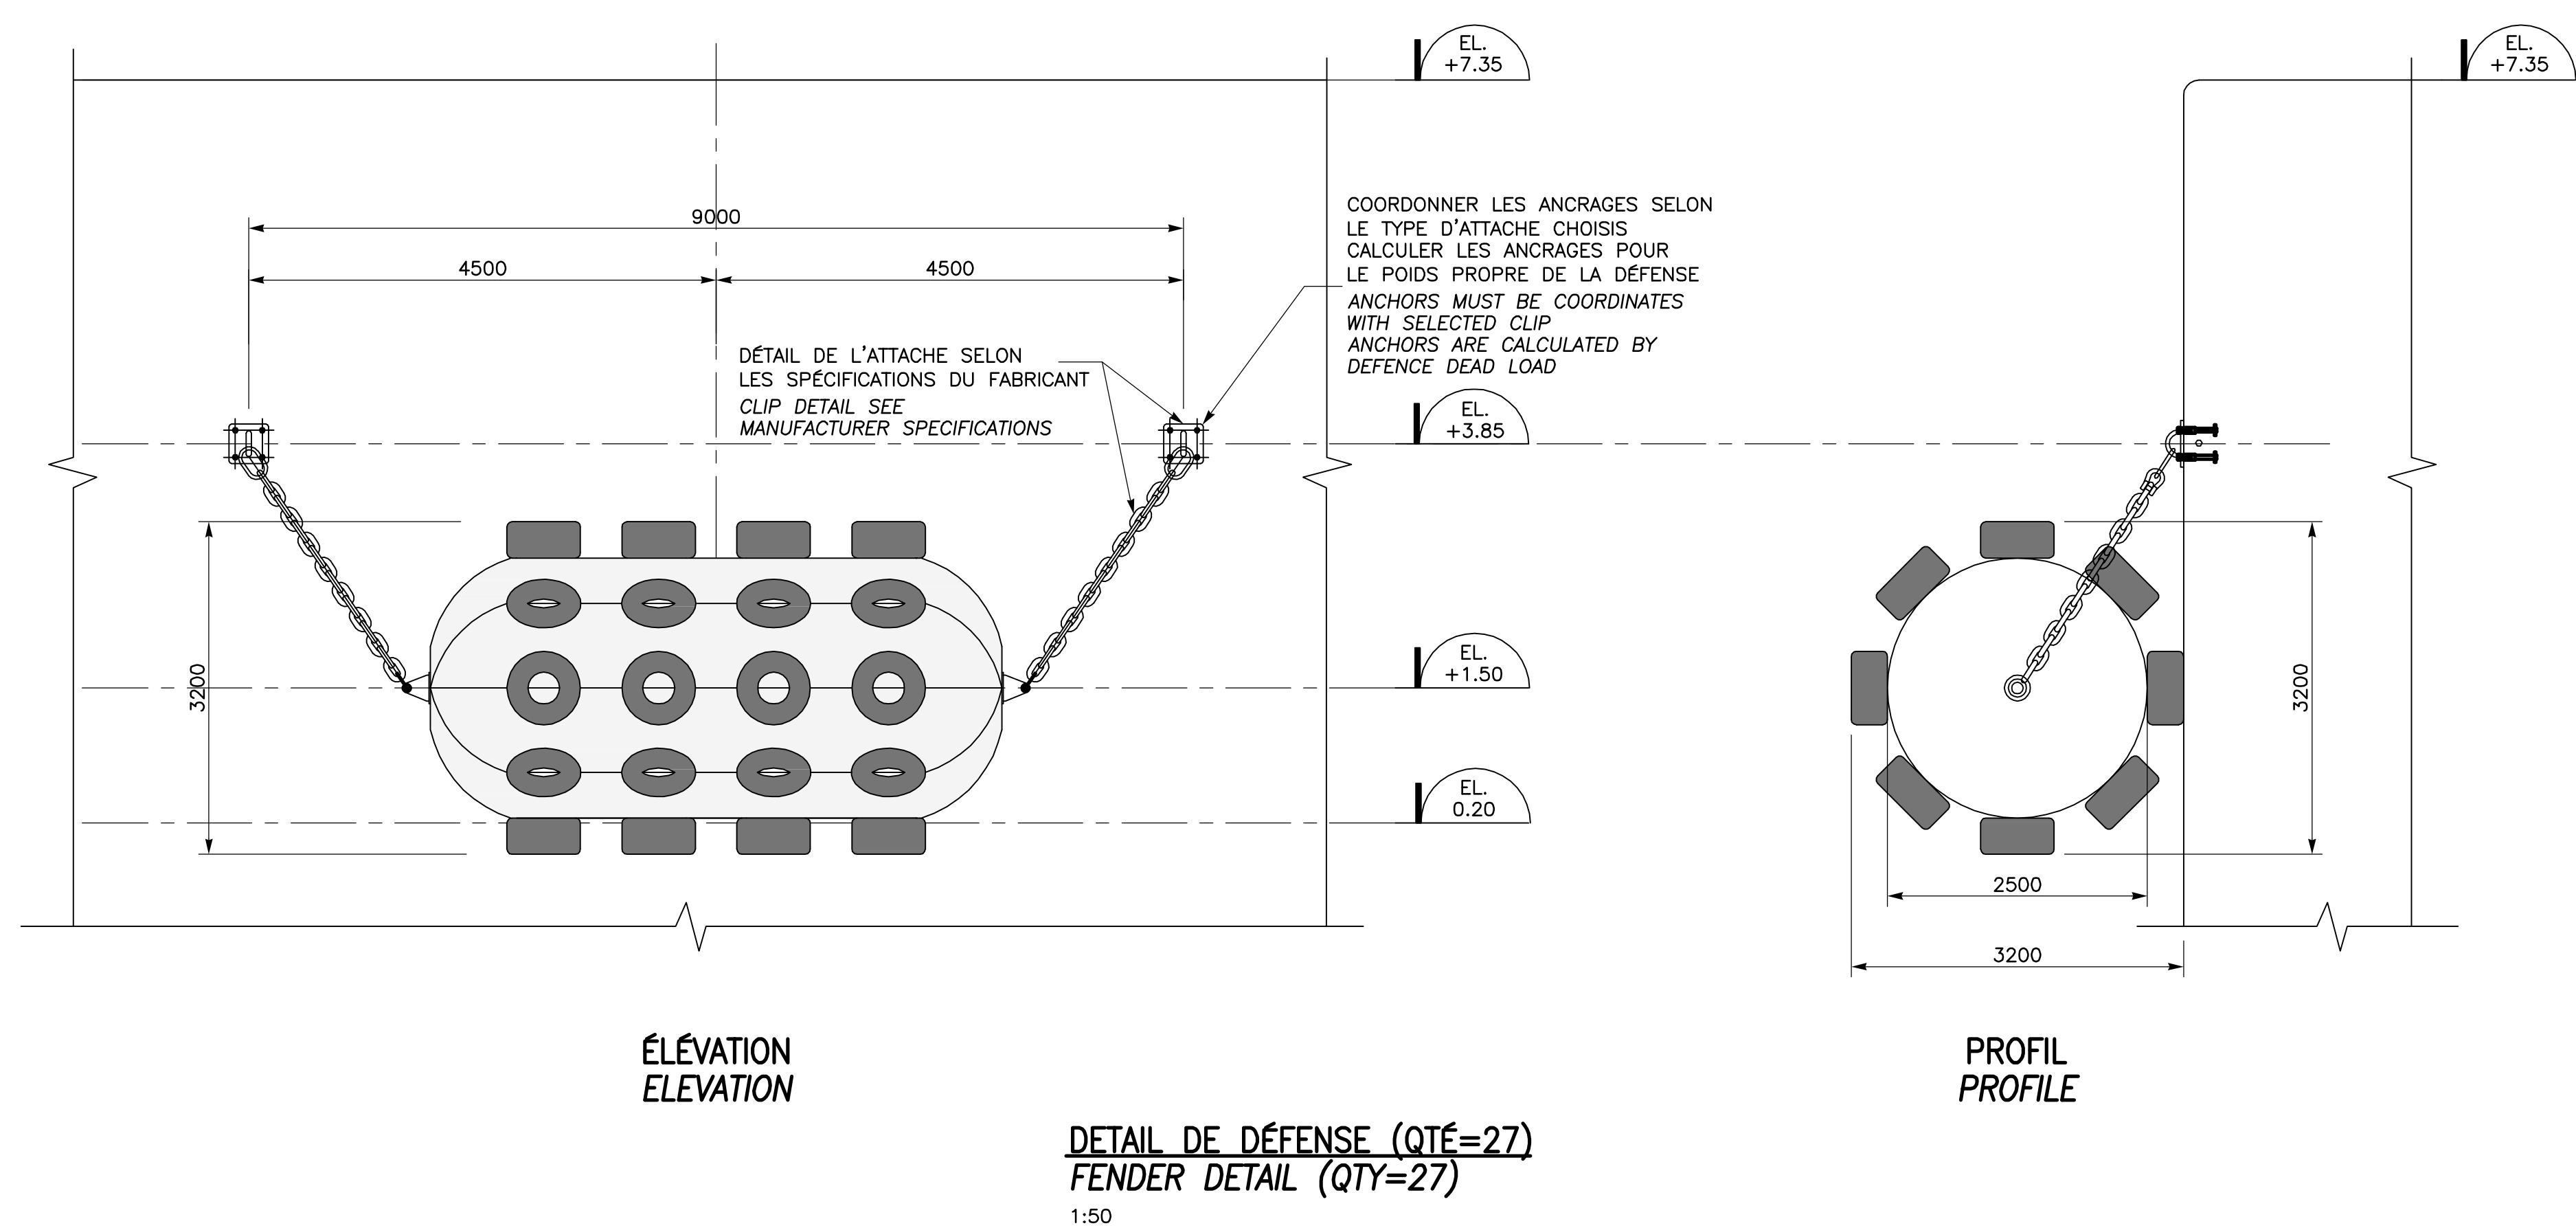 EL.
+7.35
EL.
+7.35
9000
4500
4500
COORDONNER LES ANCRAGES SELON
LE TYPE D'ATTACHE CHOISIS
CALCULER LES ANCRAGES POUR
LE POIDS PROPRE DE LA DÉFENSE
ANCHORS MUST BE COORDINATES
WITH SELECTED CLIP
ANCHORS ARE CALCULATED BY
DEFENCE DEAD LOAD
DÉTAIL DE L'ATTACHE SELON
LES SPÉCIFICATIONS DU FABRICANT
CLIP DETAIL SEE
MANUFACTURER SPECIFICATIONS
EL.
+3.85
3200
EL.
+1.50
3200
EL.
0.20
2500
3200
ÉLÉVATION
ELEVATION
PROFIL
PROFILE
DETAIL DE DÉFENSE (QTÉ=27)
FENDER DETAIL (QTY=27)
1:50